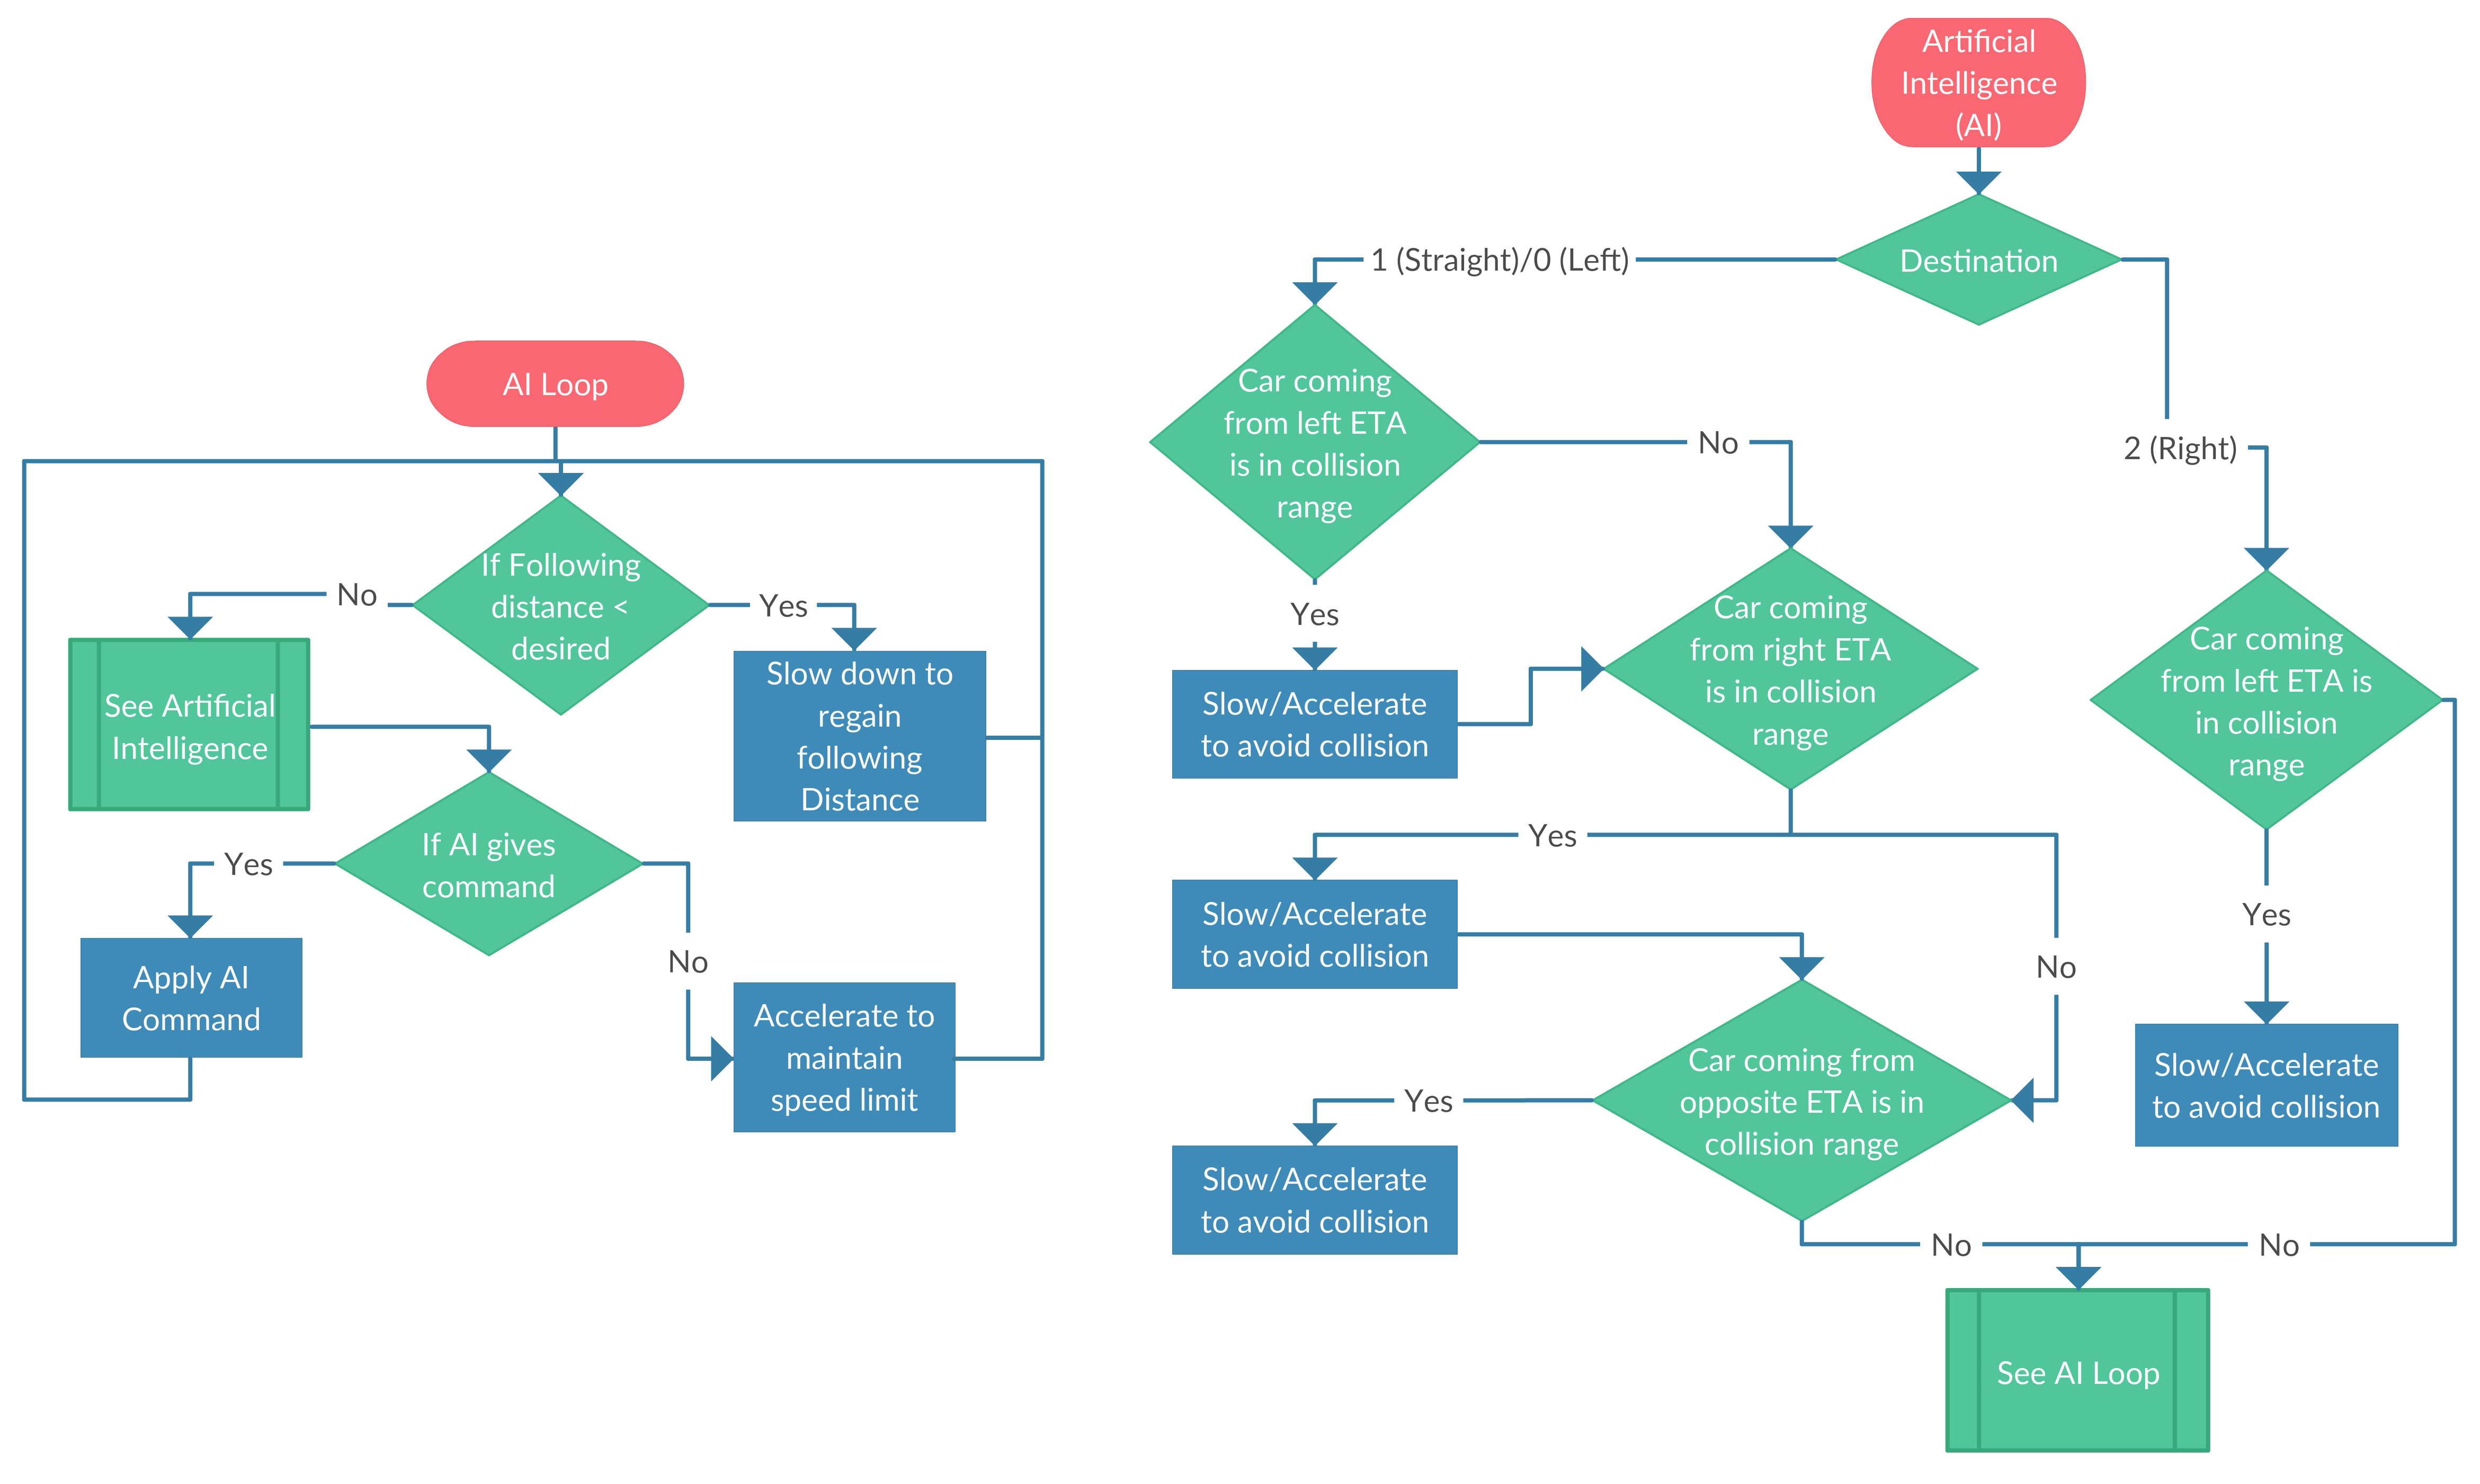 Artificial
Intelligence
(AI)
Destination
1 (Straight)/0 (Left)
2 (Right)
Car coming
from left ETA
is in collision
range
No
Yes
Slow/Accelerate
to avoid collision
Car coming
from right ETA
is in collision
range
Car coming
from left ETA is
in collision
range
Yes
No
Yes
Slow/Accelerate
to avoid collision
Slow/Accelerate
to avoid collision
Car coming from
opposite ETA is in
collision range
Yes
Slow/Accelerate
to avoid collision
No
No
See AI Loop
AI Loop
If Following
distance <
desired
No
Yes
See Artificial
Intelligence
Slow down to
regain
following
Distance
If AI gives
command
Yes
No
Apply AI
Command
Accelerate to
maintain
speed limit